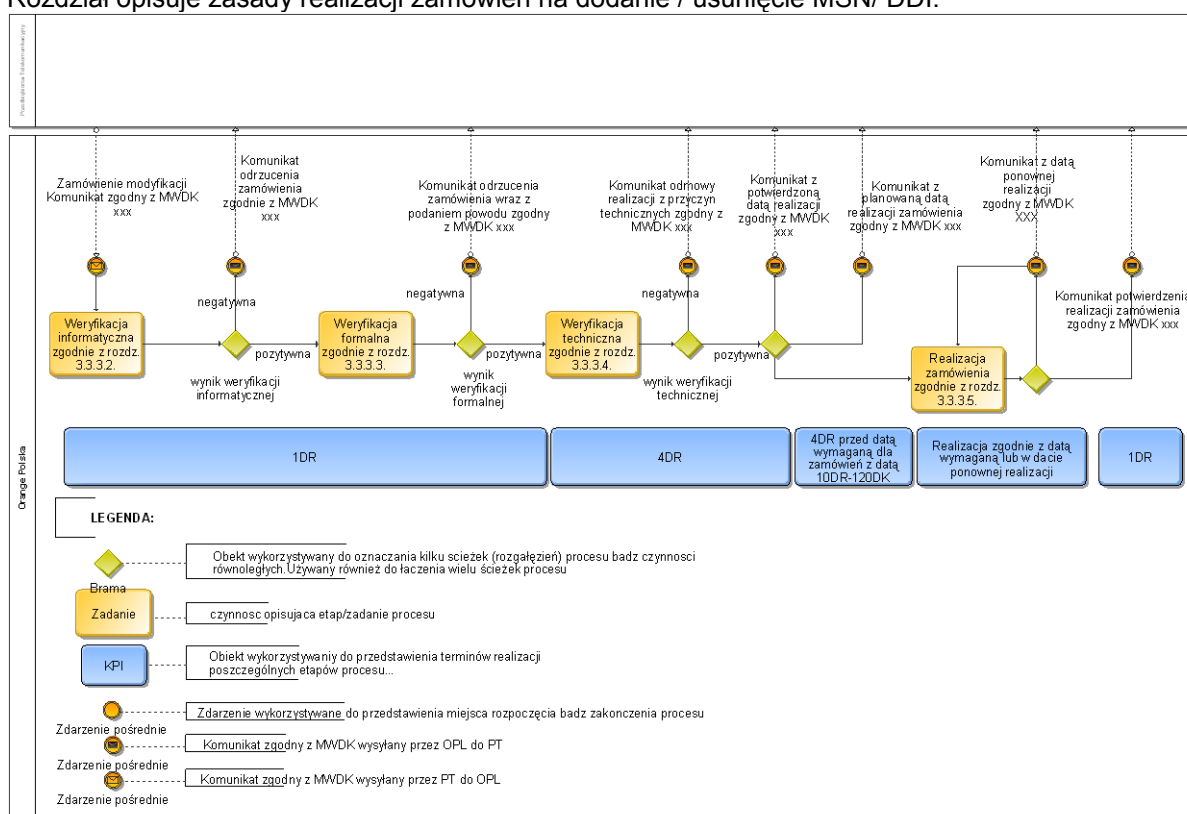 Rozdział opisuje zasady realizacji zamówień na dodanie / usunięcie MSN/ DDI.
Przedsiębiorca Telekomunikacyjny
Orange Polska
Zamówienie modyfikacji
Komunikat zgodny z MWDK
xxx
Komunikat
odrzucenia
zamówienia
zgodnie z MWDK
xxx
Komunikat odrzucenia
zamówienia wraz z
podaniem powodu zgodny
z MWDK xxx
Komunikat odmowy
realizacji z przyczyn
technicznych zgodny z
MWDK xxx
Komunikat z
potwierdzoną
datą realizacji
zgodny z MWDK
xxx
Komunikat z
planowaną datą
realizacji zamówienia
zgodny z MWDK xxx
Komunikat z datą
ponownej
realizacji
zgodny z MWDK
XXX
Komunikat potwierdzenia
realizacji zamówienia
zgodny z MWDK xxx
negatywna
negatywna
negatywna
Weryfikacja
informatyczna
zgodnie z rozdz.
3.3.3.2.
pozytywna
wynik weryfikacji
informatycznej
Weryfikacja
formalna
zgodnie z rozdz.
3.3.3.3.
pozytywna
wynik
weryfikacji
formalnej
Weryfikacja
techniczna
zgodnie z rozdz.
3.3.3.4.
pozytywna
wynik weryfikacji
technicznej
Realizacja
zamówienia
zgodnie z rozdz.
3.3.3.5.
1DR
4DR
4DR przed datą
wymaganą dla
zamówień z datą
10DR-120DK
Realizacja zgodnie z datą
wymaganą lub w dacie
ponownej realizacji
1DR
LEGENDA:
Brama
Obekt wykorzystywany do oznaczania kilku scieżek (rozgałęzień) procesu badz czynnosci
równoległych.Używany również do łaczenia wielu ścieżek procesu
Zadanie
czynnosc opisujaca etap/zadanie procesu
KPI
Obiekt wykorzystywaniy do przedstawienia terminów realizacji
poszczególnych etapów procesu...
Zdarzenie pośrednie
Zdarzenie wykorzystywane do przedstawienia miejsca rozpoczęcia badz zakonczenia procesu
Zdarzenie pośrednie
Komunikat zgodny z MWDK wysyłany przez OPL do PT
Zdarzenie pośrednie
Komunikat zgodny z MWDK wysyłany przez PT do OPL